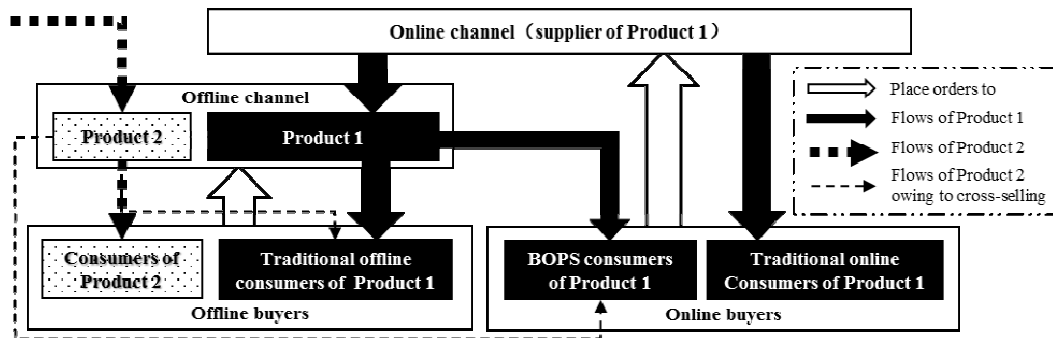 Online channel（supplier of Product 1）
Offline channel
Product 2
Product 1
Place orders to
Flows of Product 1
Flows of Product 2
Flows of Product 2
owing to cross-selling
Consumers of
Product 2
Traditional offline
consumers of Product 1
Offline buyers
BOPS consumers
of Product 1
Traditional online
Consumers of Product 1
Online buyers